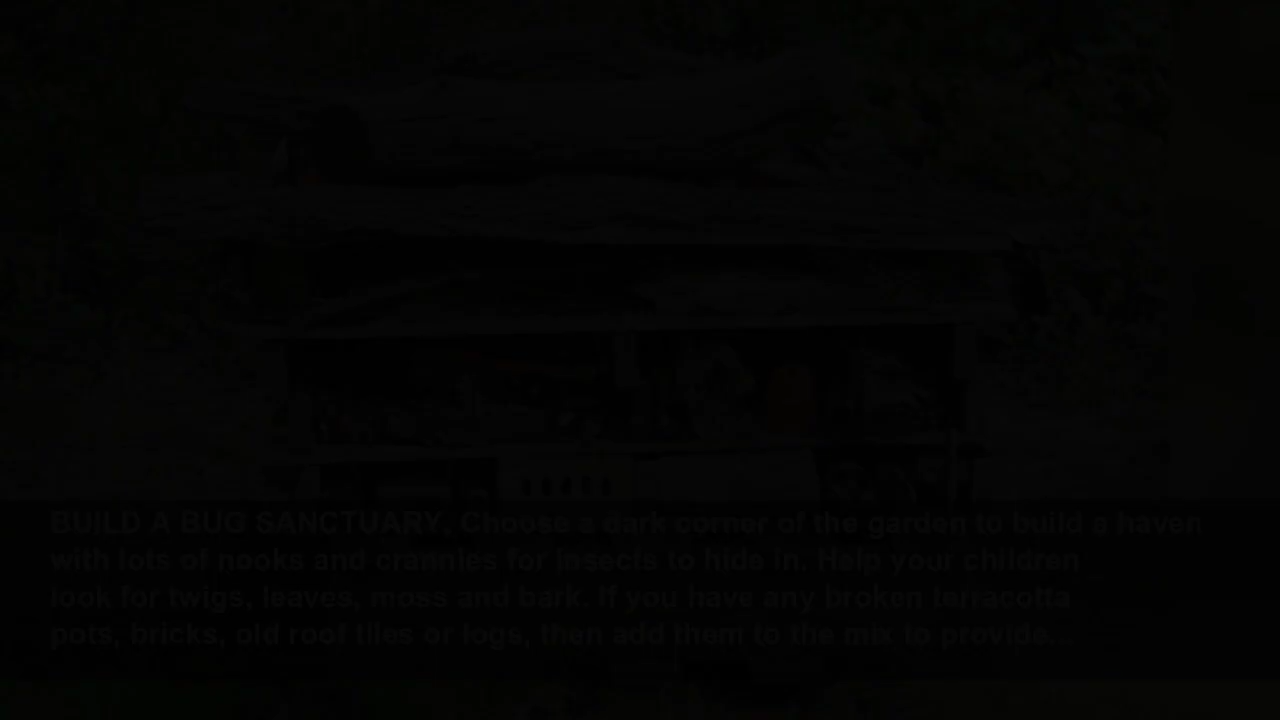 BUILD A BUG SANCTUARY. Choose a dark corner of the garden to build a haven
with lots of nooks and crannies for insects to hide in. Help your children
look for twigs, leaves, moss and bark. If you have any broken terracotta
pots, bricks, old roof tiles or logs, then add them to the mix to provide...